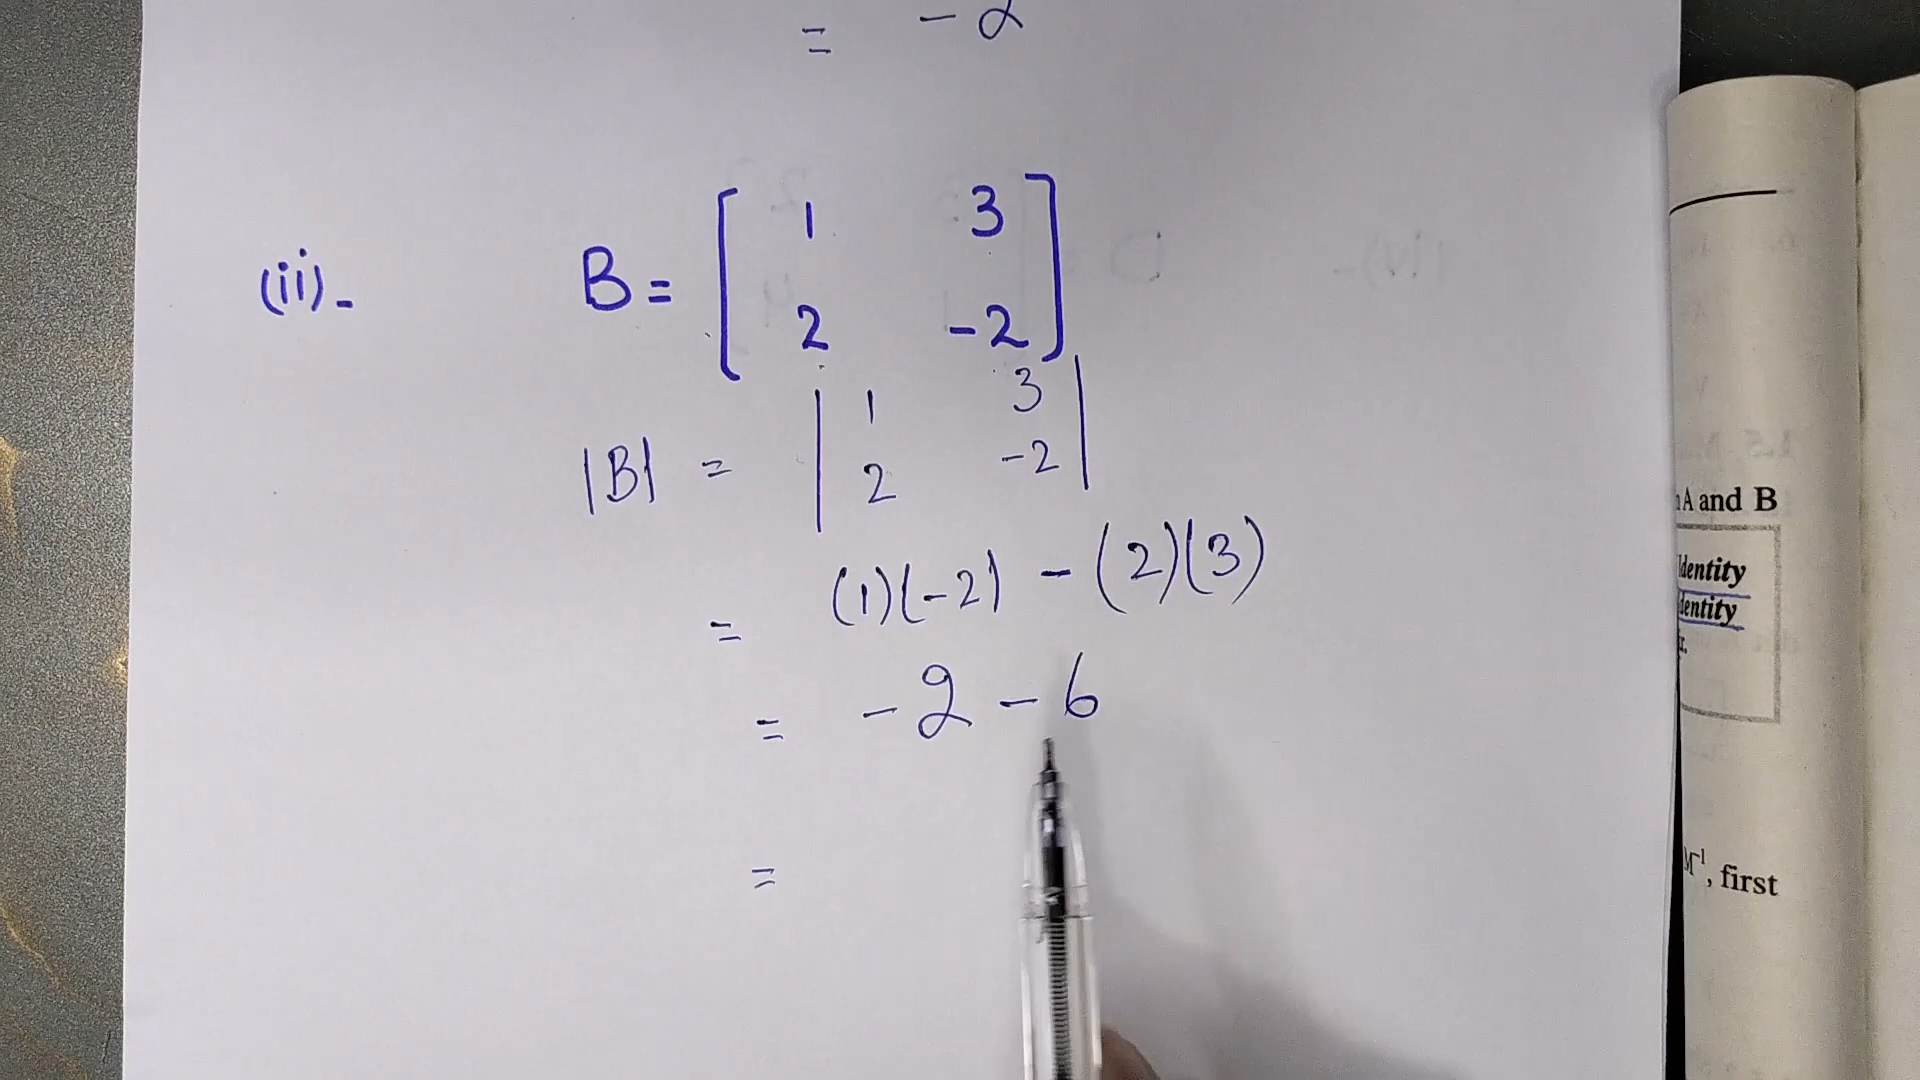 = -2
(ii)- B = [ 1 3
2 -2 ]
|B| = | 1 3
2 -2 |
= (1)(-2) - (2)(3)
= -2 - 6
=
A and B
Identity
dentity
, first